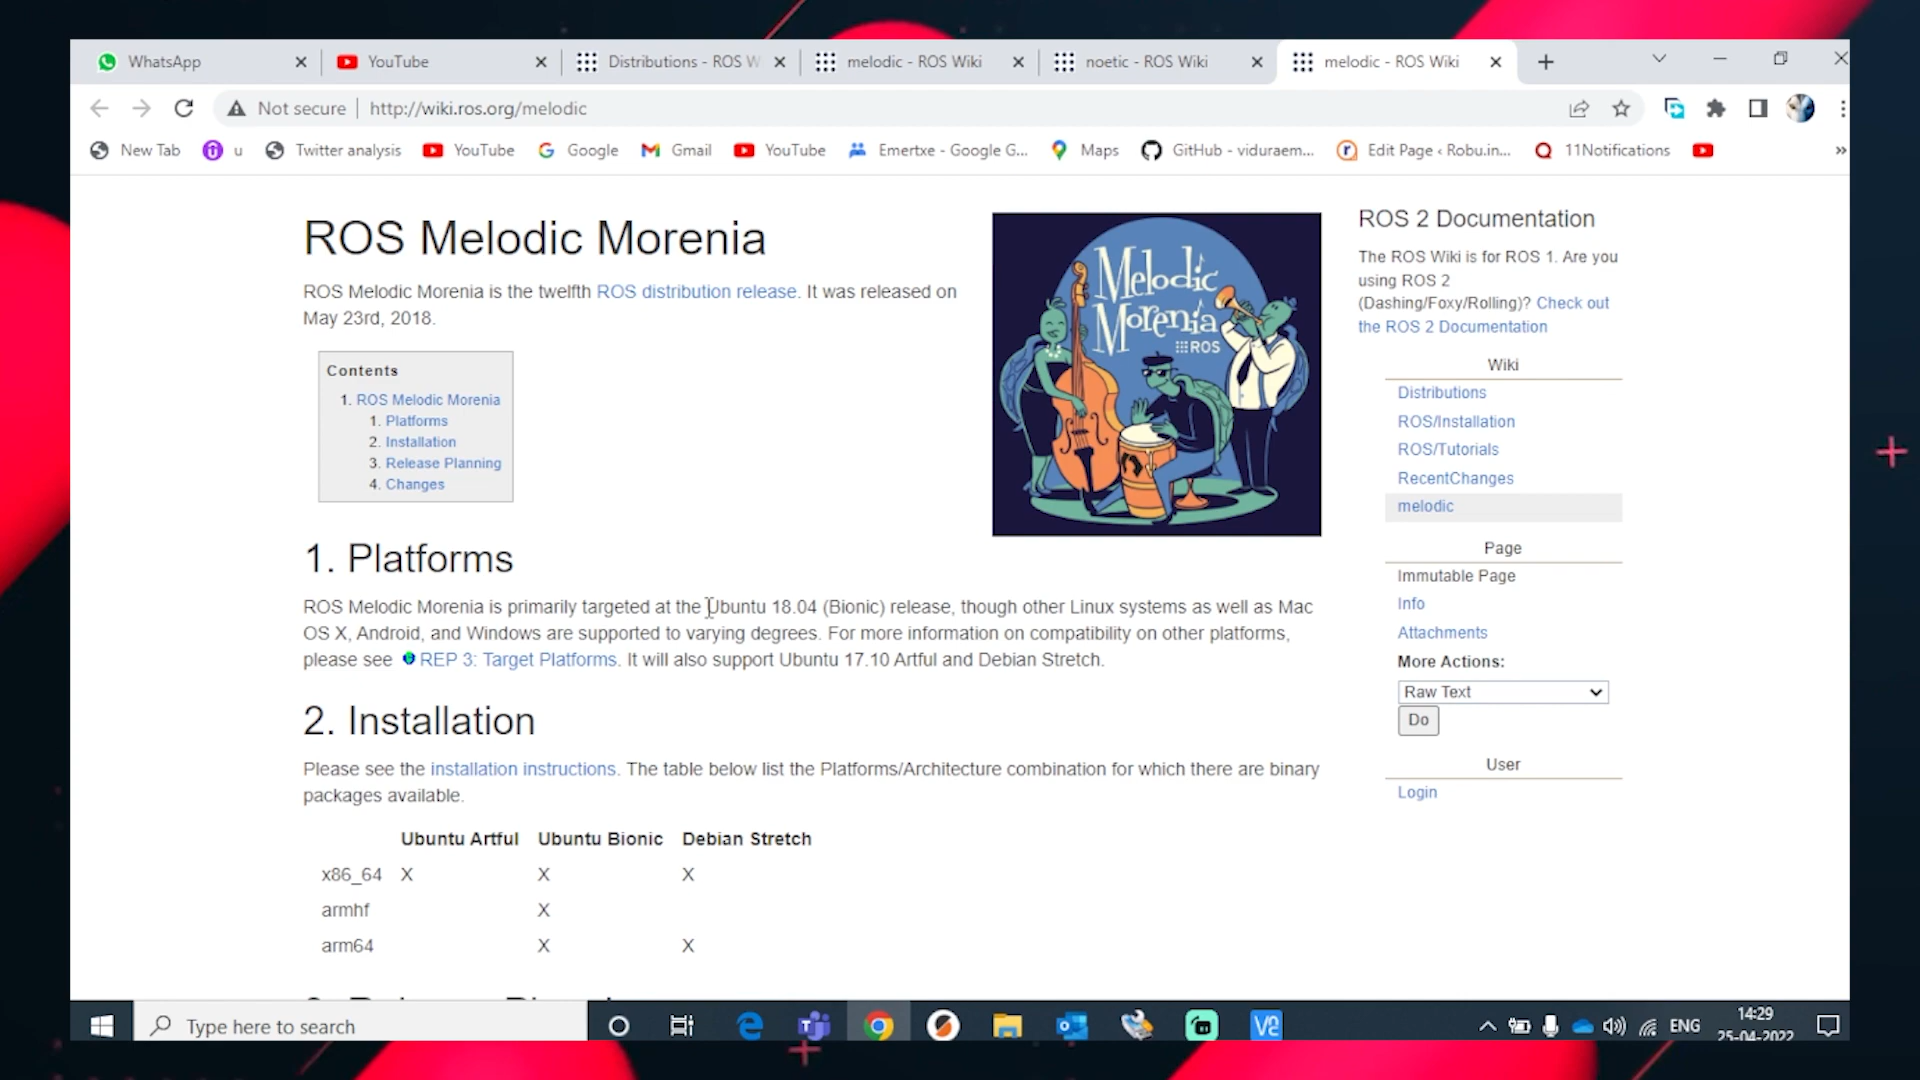 WhatsApp
YouTube
Distributions - ROS W
melodic - ROS Wiki
noetic - ROS Wiki
melodic - ROS Wiki
Not secure
http://wiki.ros.org/melodic
New Tab
u
Twitter analysis
YouTube
Google
Gmail
YouTube
Emertxe - Google G...
Maps
GitHub - viduraem...
Edit Page ‹ Robu.in...
11Notifications
ROS Melodic Morenia
ROS Melodic Morenia is the twelfth ROS distribution release. It was released on
May 23rd, 2018.
Contents
1. ROS Melodic Morenia
1. Platforms
2. Installation
3. Release Planning
4. Changes
Melodic
Morenia
ROS
1. Platforms
ROS Melodic Morenia is primarily targeted at the Ubuntu 18.04 (Bionic) release, though other Linux systems as well as Mac
OS X, Android, and Windows are supported to varying degrees. For more information on compatibility on other platforms,
please see REP 3: Target Platforms. It will also support Ubuntu 17.10 Artful and Debian Stretch.
2. Installation
Please see the installation instructions. The table below list the Platforms/Architecture combination for which there are binary
packages available.
Ubuntu Artful Ubuntu Bionic Debian Stretch
x86_64 X X X
armhf X
arm64 X X
ROS 2 Documentation
The ROS Wiki is for ROS 1. Are you
using ROS 2
(Dashing/Foxy/Rolling)? Check out
the ROS 2 Documentation
Wiki
Distributions
ROS/Installation
ROS/Tutorials
RecentChanges
melodic
Page
Immutable Page
Info
Attachments
More Actions:
Raw Text
Do
User
Login
Type here to search
ENG
14:29
25-04-2022